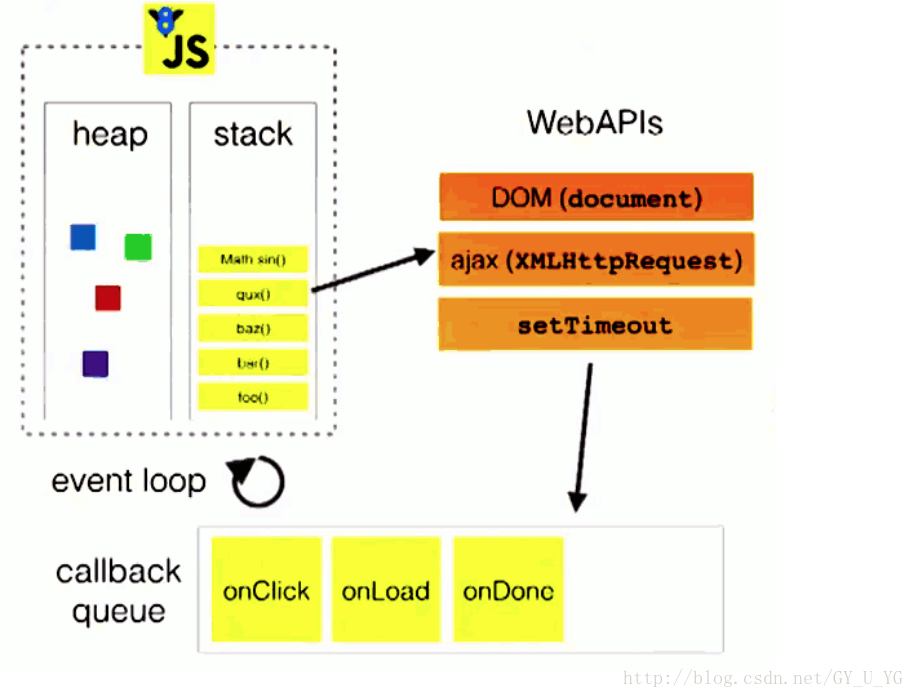 8
JS
heap
stack
WebAPIs
Math sin()
qux()
baz()
bar()
foo()
DOM (document)
ajax (XMLHttpRequest)
setTimeout
event loop
callback
queue
onClick
onLoad
onDone
http://blog.csdn.net/GY_U_YG